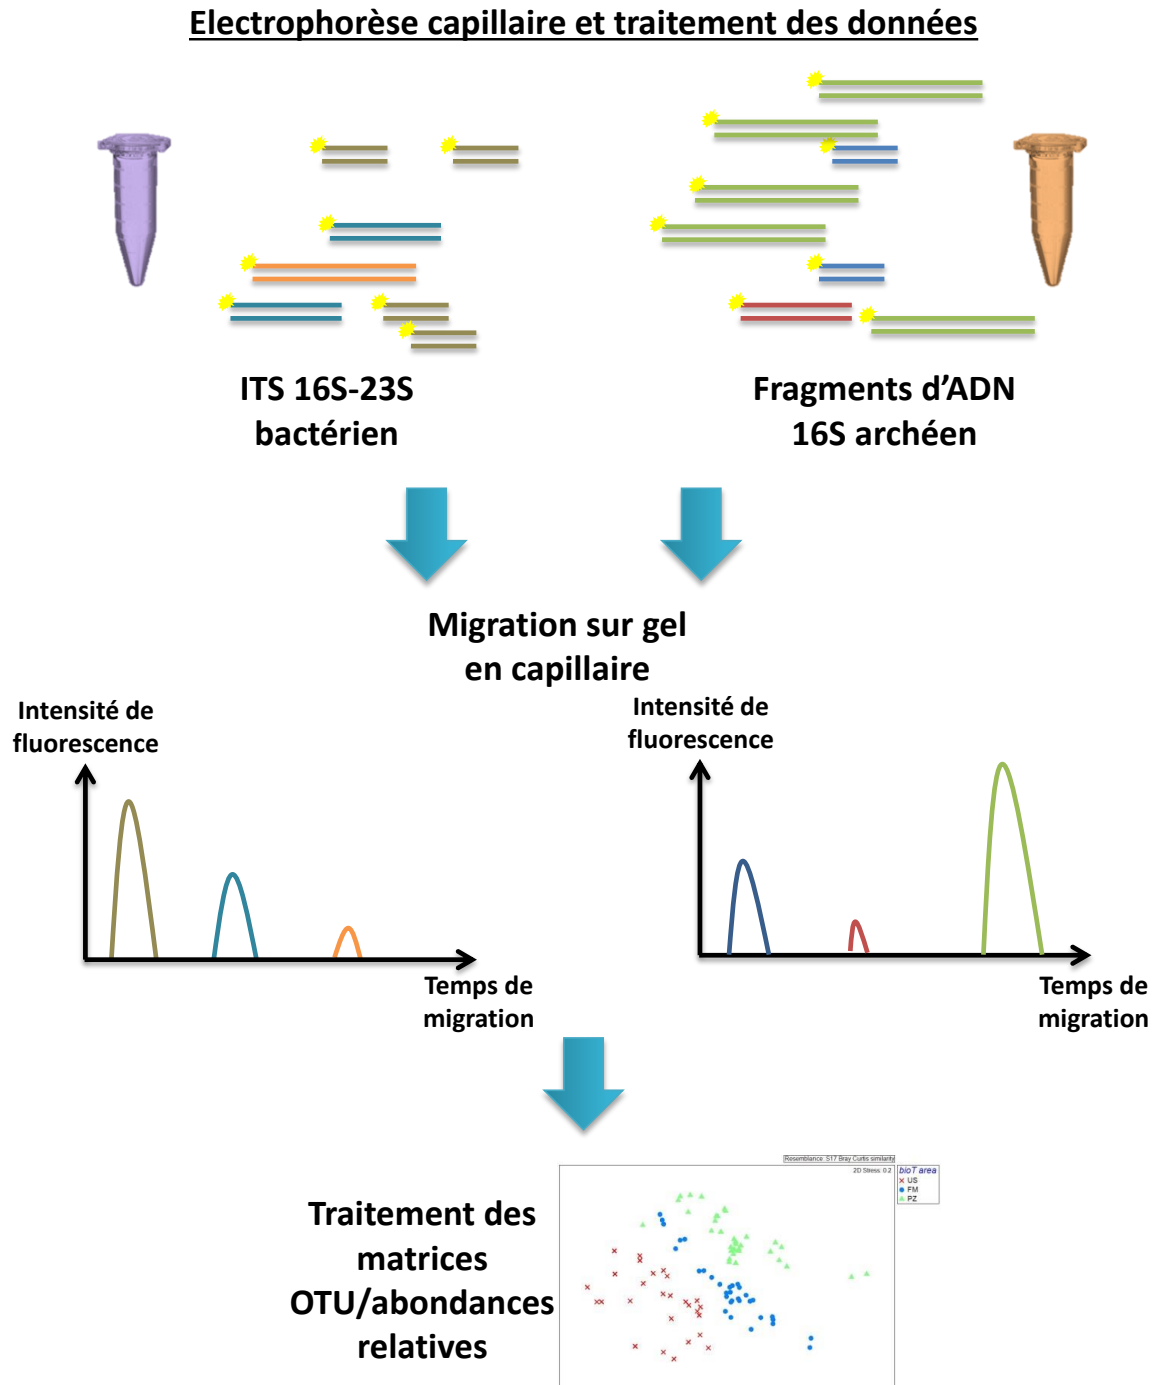 Electrophorèse capillaire et traitement des données
ITS 16S-23S
bactérien
Fragments d'ADN
16S archéen
Migration sur gel
en capillaire
Intensité de
fluorescence
Temps de
migration
Intensité de
fluorescence
Temps de
migration
Traitement des
matrices
OTU/abondances
relatives
Resemblance: S17 Bray Curtis similarity
2D Stress: 0.2
bioT area
US
FM
PZ